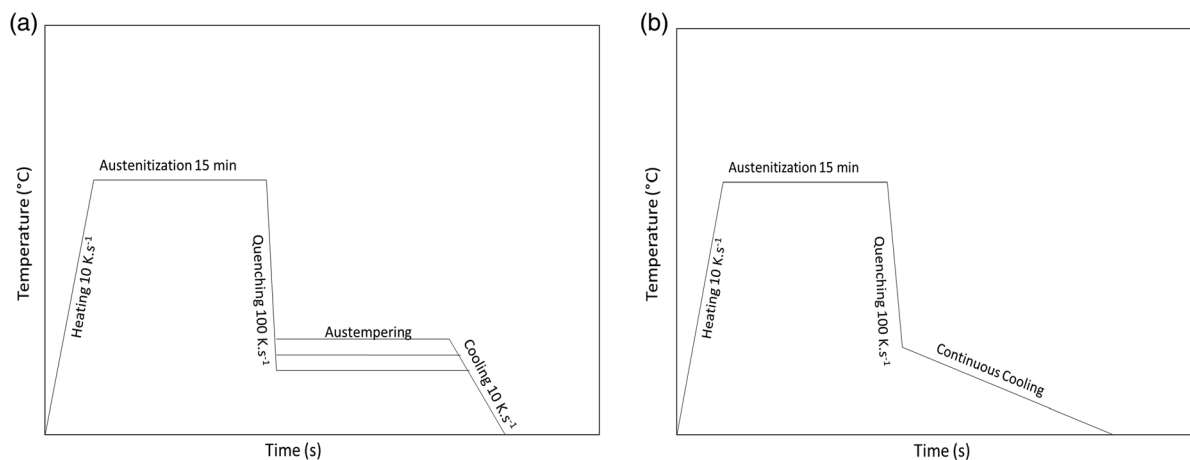 (a)
Temperature (°C)
Heating 10 K.s⁻¹
Austenitization 15 min
Quenching 100 K.s⁻¹
Austempering
Cooling 10 K.s⁻¹
Time (s)
(b)
Temperature (°C)
Heating 10 K.s⁻¹
Austenitization 15 min
Quenching 100 K.s⁻¹
Continuous Cooling
Time (s)